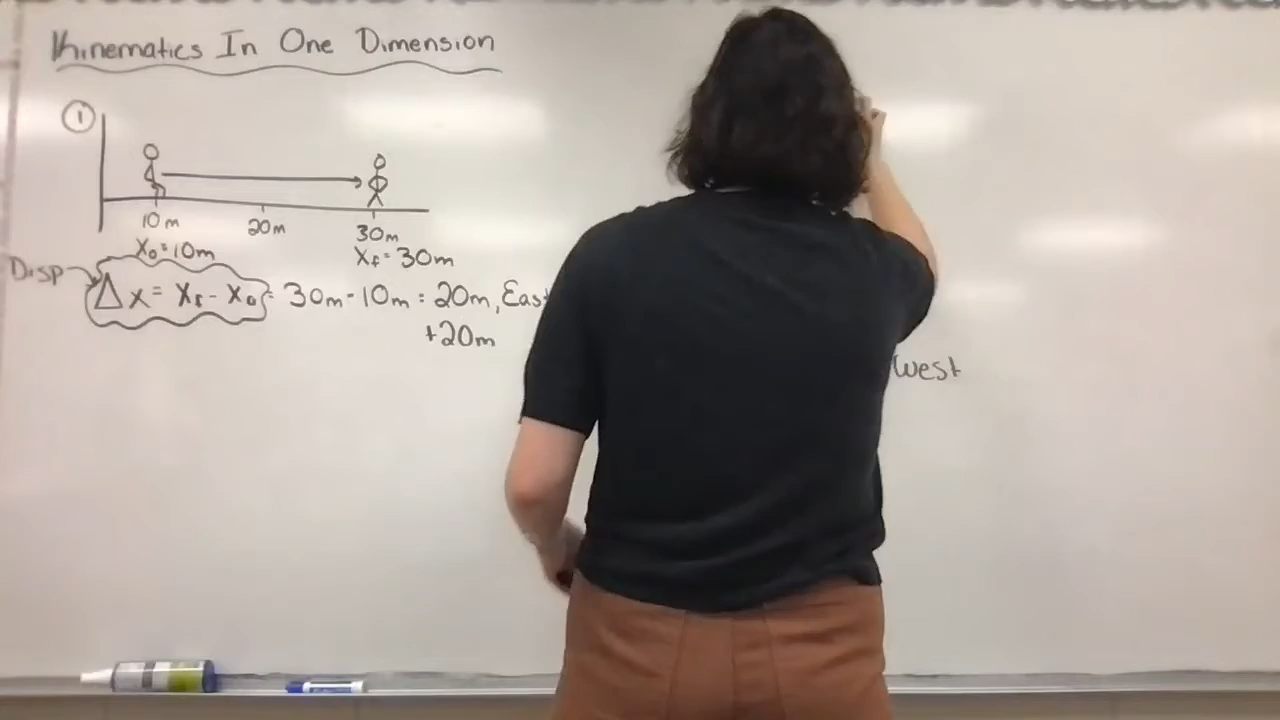 Kinematics In One Dimension
①
10m 20m 30m
X₀ = 10m Xf = 30m
Disp
Δx = Xf - X₀ = 30m - 10m = 20m, East
+20m
West